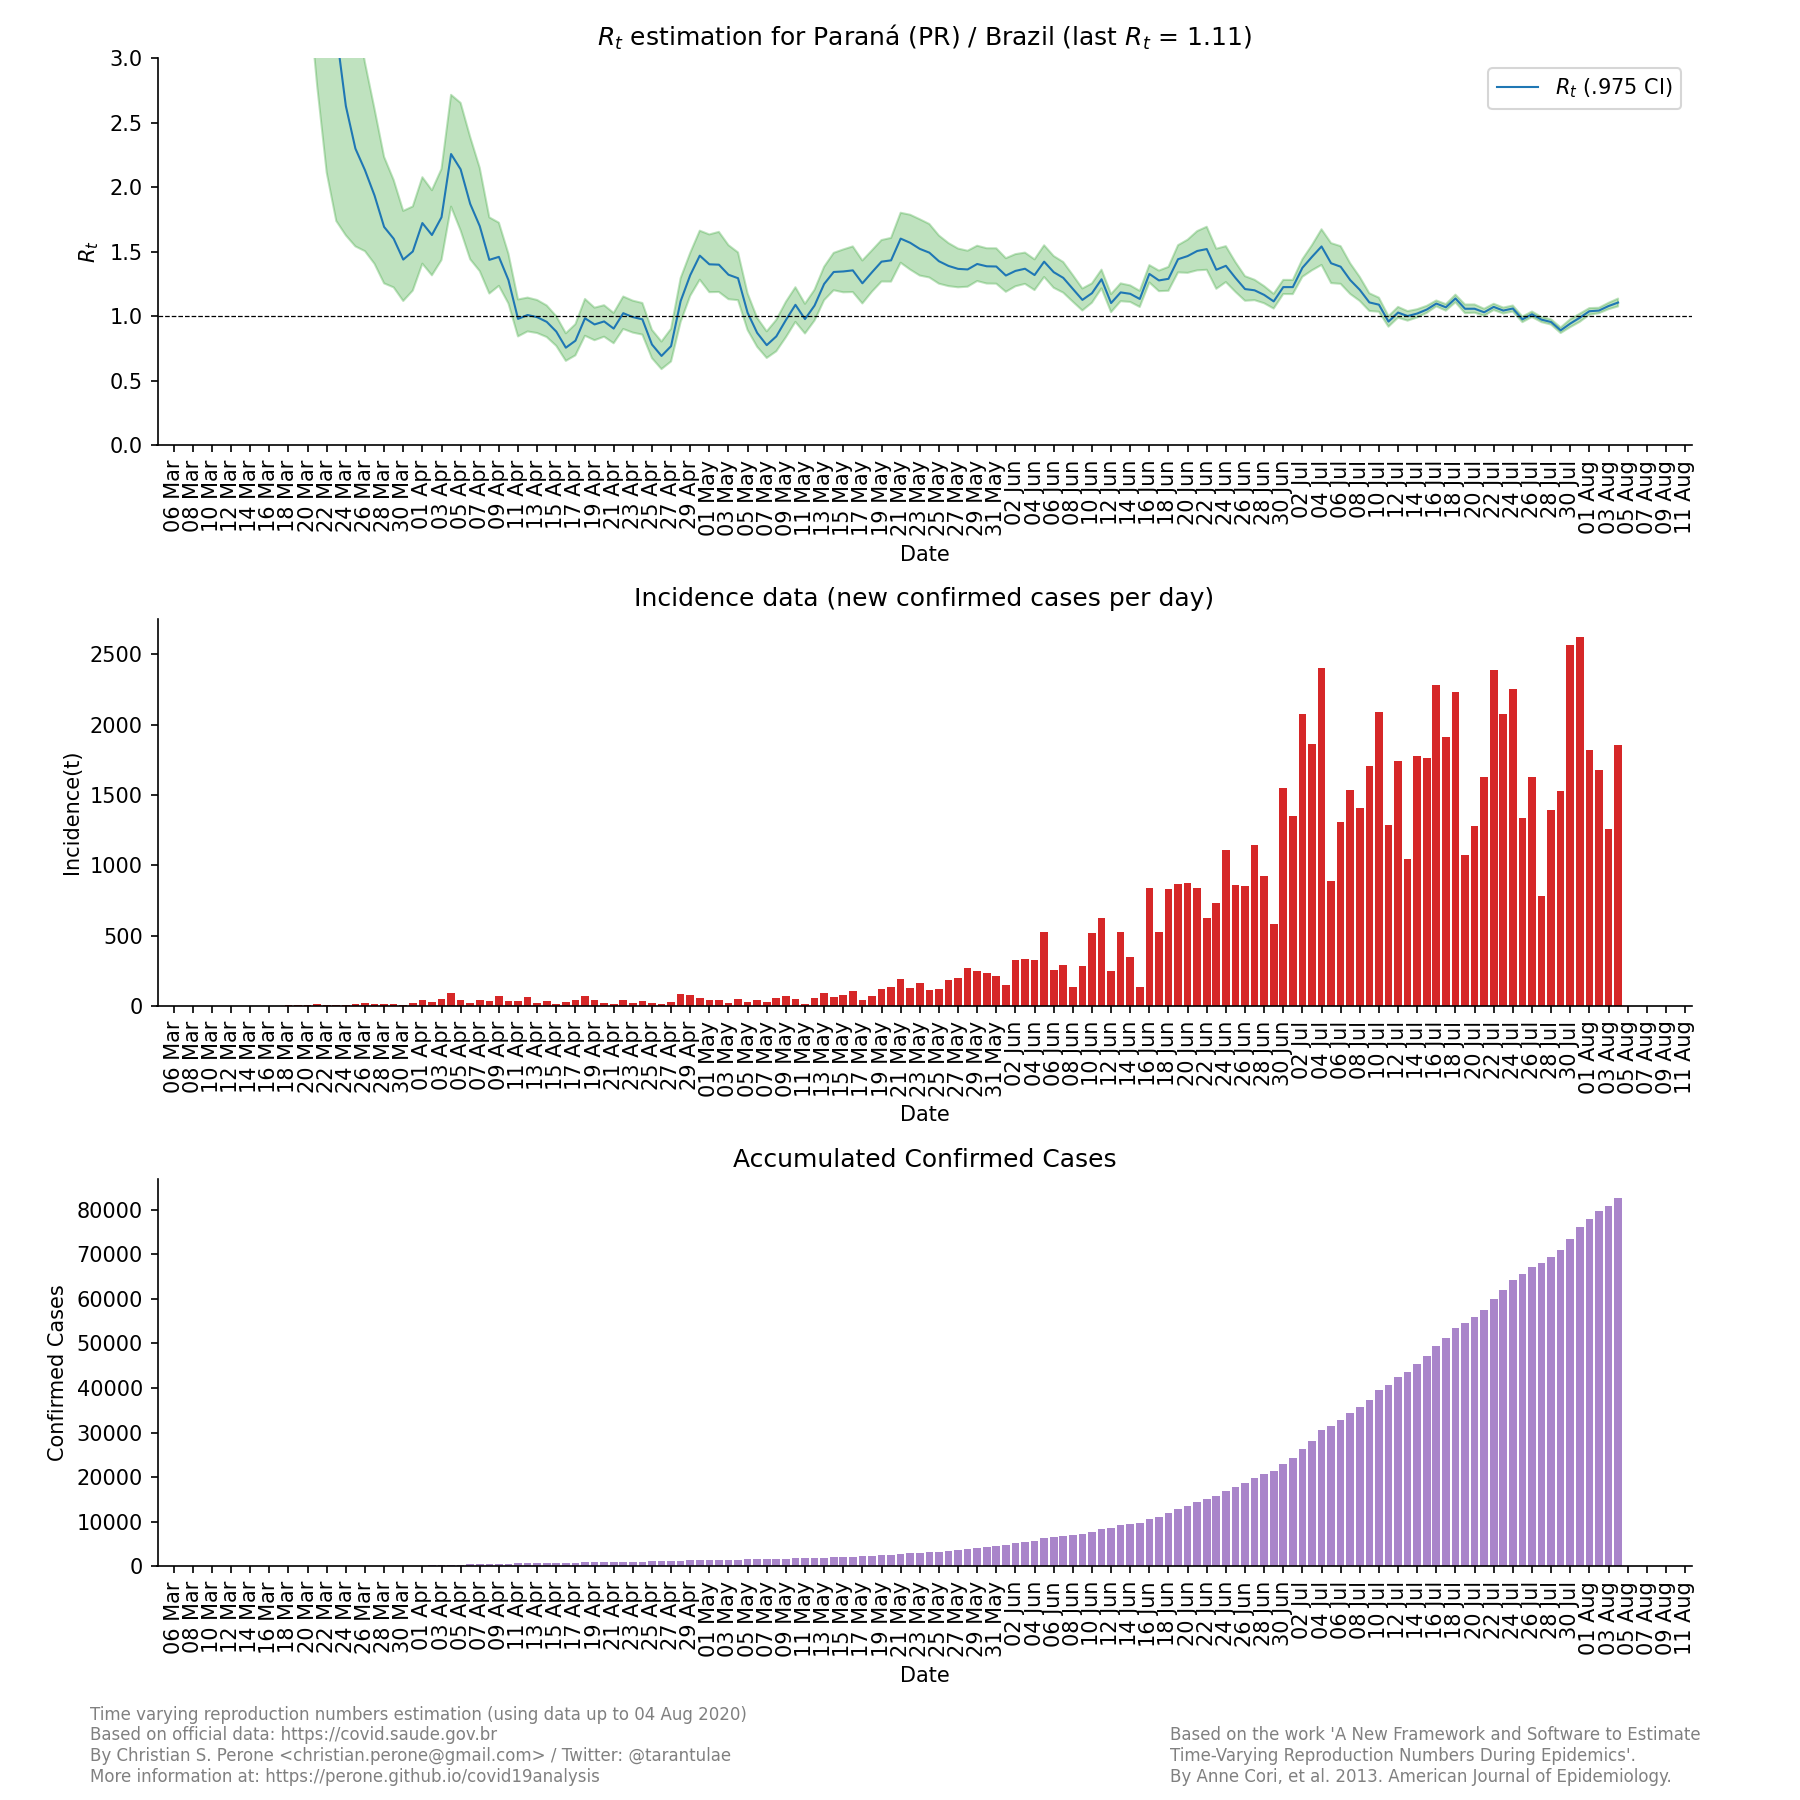 R_t estimation for Paraná (PR) / Brazil (last R_t = 1.11)
R_t (.975 CI)
R_t
3.0
2.5
2.0
1.5
1.0
0.5
0.0
06 Mar 08 Mar 10 Mar 12 Mar 14 Mar 16 Mar 18 Mar 20 Mar 22 Mar 24 Mar 26 Mar 28 Mar 30 Mar 01 Apr 03 Apr 05 Apr 07 Apr 09 Apr 11 Apr 13 Apr 15 Apr 17 Apr 19 Apr 21 Apr 23 Apr 25 Apr 27 Apr 29 Apr 01 May 03 May 05 May 07 May 09 May 11 May 13 May 15 May 17 May 19 May 21 May 23 May 25 May 27 May 29 May 31 May 02 Jun 04 Jun 06 Jun 08 Jun 10 Jun 12 Jun 14 Jun 16 Jun 18 Jun 20 Jun 22 Jun 24 Jun 26 Jun 28 Jun 30 Jun 02 Jul 04 Jul 06 Jul 08 Jul 10 Jul 12 Jul 14 Jul 16 Jul 18 Jul 20 Jul 22 Jul 24 Jul 26 Jul 28 Jul 30 Jul 01 Aug 03 Aug 05 Aug 07 Aug 09 Aug 11 Aug
Date
Incidence data (new confirmed cases per day)
Incidence(t)
2500
2000
1500
1000
500
0
06 Mar 08 Mar 10 Mar 12 Mar 14 Mar 16 Mar 18 Mar 20 Mar 22 Mar 24 Mar 26 Mar 28 Mar 30 Mar 01 Apr 03 Apr 05 Apr 07 Apr 09 Apr 11 Apr 13 Apr 15 Apr 17 Apr 19 Apr 21 Apr 23 Apr 25 Apr 27 Apr 29 Apr 01 May 03 May 05 May 07 May 09 May 11 May 13 May 15 May 17 May 19 May 21 May 23 May 25 May 27 May 29 May 31 May 02 Jun 04 Jun 06 Jun 08 Jun 10 Jun 12 Jun 14 Jun 16 Jun 18 Jun 20 Jun 22 Jun 24 Jun 26 Jun 28 Jun 30 Jun 02 Jul 04 Jul 06 Jul 08 Jul 10 Jul 12 Jul 14 Jul 16 Jul 18 Jul 20 Jul 22 Jul 24 Jul 26 Jul 28 Jul 30 Jul 01 Aug 03 Aug 05 Aug 07 Aug 09 Aug 11 Aug
Date
Accumulated Confirmed Cases
Confirmed Cases
80000
70000
60000
50000
40000
30000
20000
10000
0
06 Mar 08 Mar 10 Mar 12 Mar 14 Mar 16 Mar 18 Mar 20 Mar 22 Mar 24 Mar 26 Mar 28 Mar 30 Mar 01 Apr 03 Apr 05 Apr 07 Apr 09 Apr 11 Apr 13 Apr 15 Apr 17 Apr 19 Apr 21 Apr 23 Apr 25 Apr 27 Apr 29 Apr 01 May 03 May 05 May 07 May 09 May 11 May 13 May 15 May 17 May 19 May 21 May 23 May 25 May 27 May 29 May 31 May 02 Jun 04 Jun 06 Jun 08 Jun 10 Jun 12 Jun 14 Jun 16 Jun 18 Jun 20 Jun 22 Jun 24 Jun 26 Jun 28 Jun 30 Jun 02 Jul 04 Jul 06 Jul 08 Jul 10 Jul 12 Jul 14 Jul 16 Jul 18 Jul 20 Jul 22 Jul 24 Jul 26 Jul 28 Jul 30 Jul 01 Aug 03 Aug 05 Aug 07 Aug 09 Aug 11 Aug
Date
Time varying reproduction numbers estimation (using data up to 04 Aug 2020)
Based on official data: https://covid.saude.gov.br
By Christian S. Perone <christian.perone@gmail.com> / Twitter: @tarantulae
More information at: https://perone.github.io/covid19analysis
Based on the work 'A New Framework and Software to Estimate
Time-Varying Reproduction Numbers During Epidemics'.
By Anne Cori, et al. 2013. American Journal of Epidemiology.